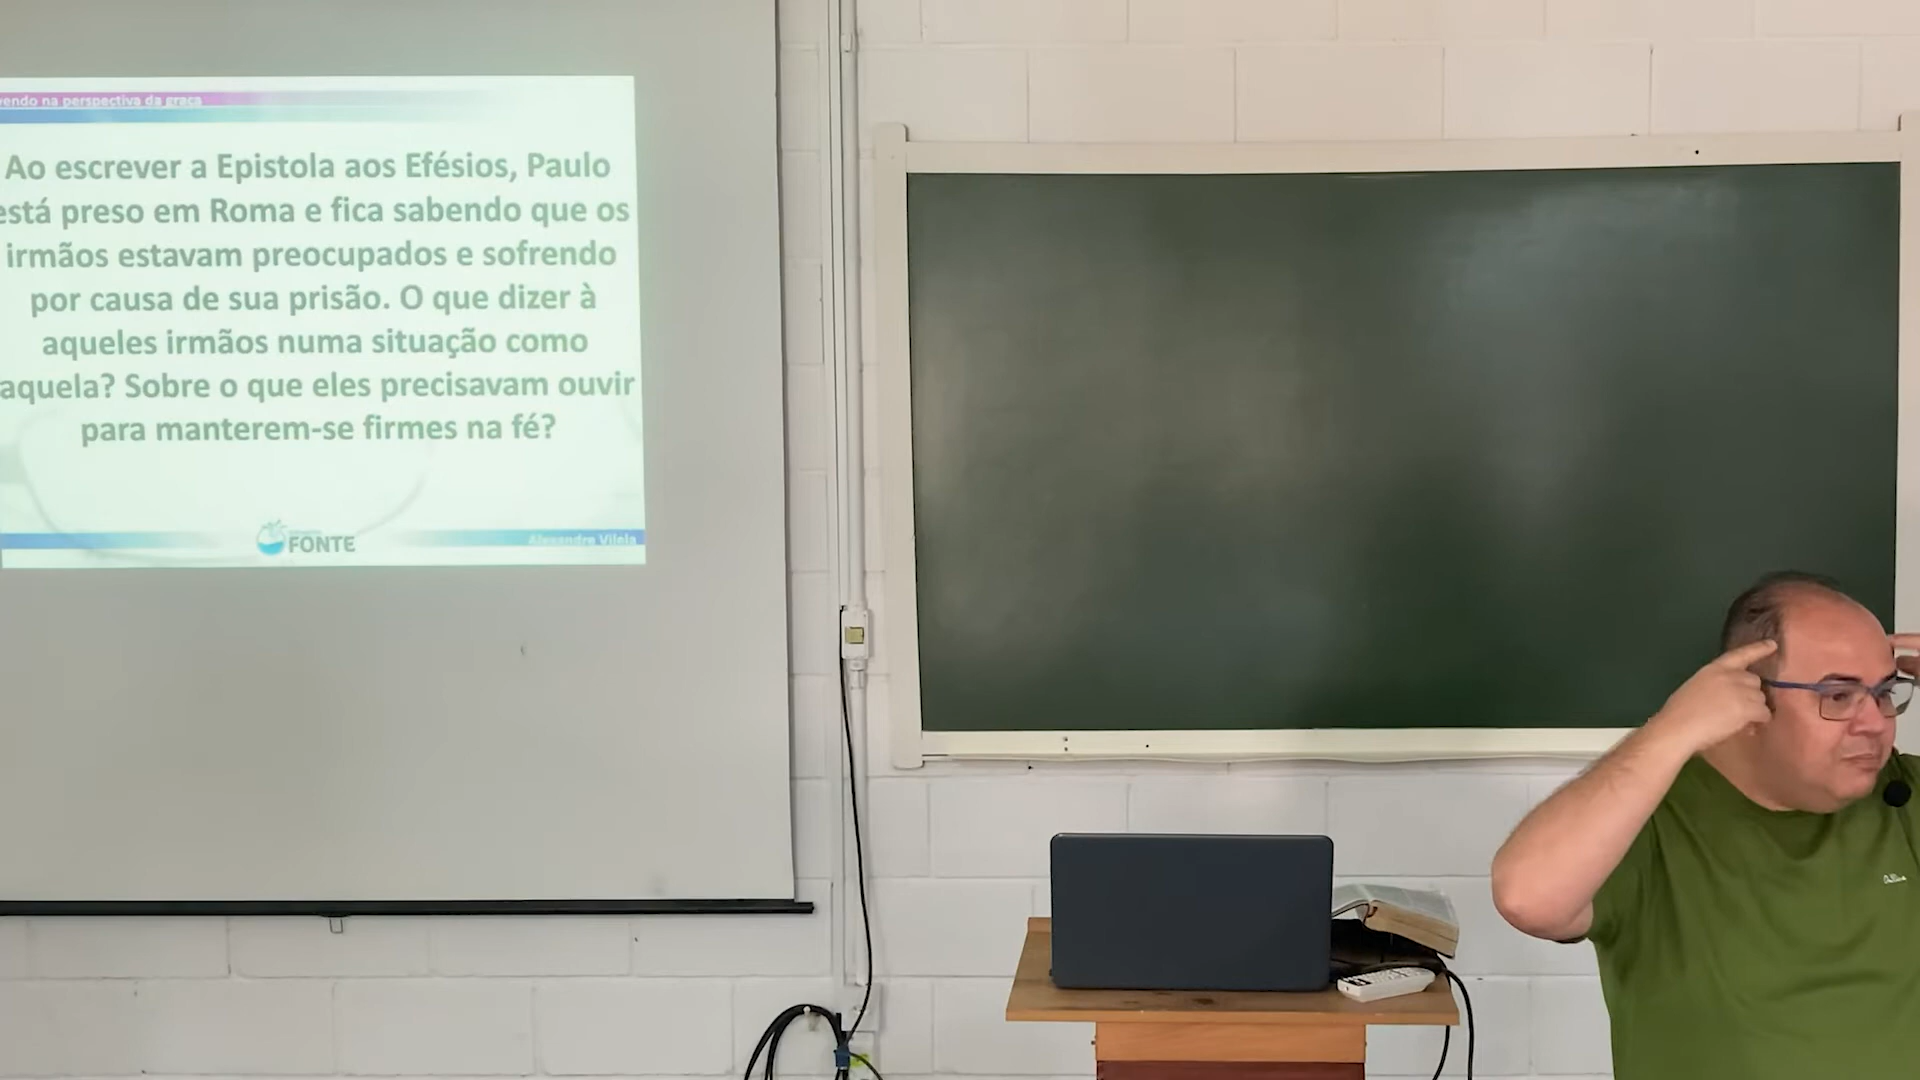 vendo na perspectiva da graça
Ao escrever a Epistola aos Efésios, Paulo
está preso em Roma e fica sabendo que os
irmãos estavam preocupados e sofrendo
por causa de sua prisão. O que dizer à
aqueles irmãos numa situação como
aquela? Sobre o que eles precisavam ouvir
para manterem-se firmes na fé?
FONTE
Alexandre Vilela